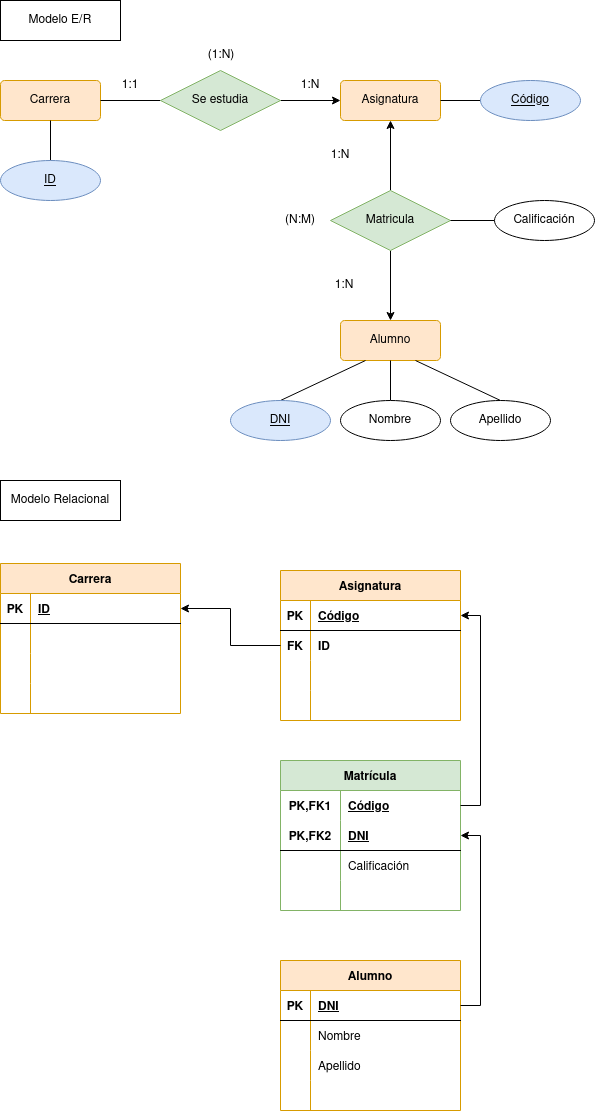 Modelo E/R
(1:N)
1:1
1:N
Carrera
Se estudia
Asignatura
Código
1:N
ID
(N:M)
Matricula
Calificación
1:N
Alumno
DNI
Nombre
Apellido
Modelo Relacional
Carrera
PK ID
Asignatura
PK Código
FK ID
Matrícula
PK,FK1 Código
PK,FK2 DNI
Calificación
Alumno
PK DNI
Nombre
Apellido